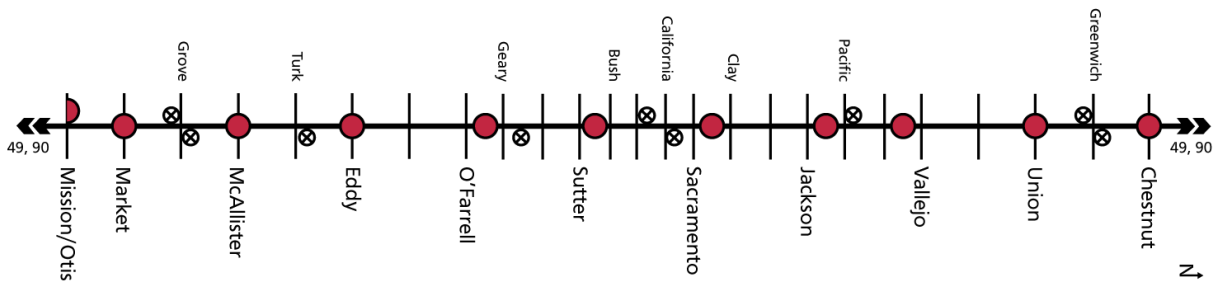 Grove
Turk
Geary
Bush
California
Clay
Pacific
Greenwich
49, 90
49, 90
Mission/Otis
Market
McAllister
Eddy
O'Farrell
Sutter
Sacramento
Jackson
Vallejo
Union
Chestnut
N